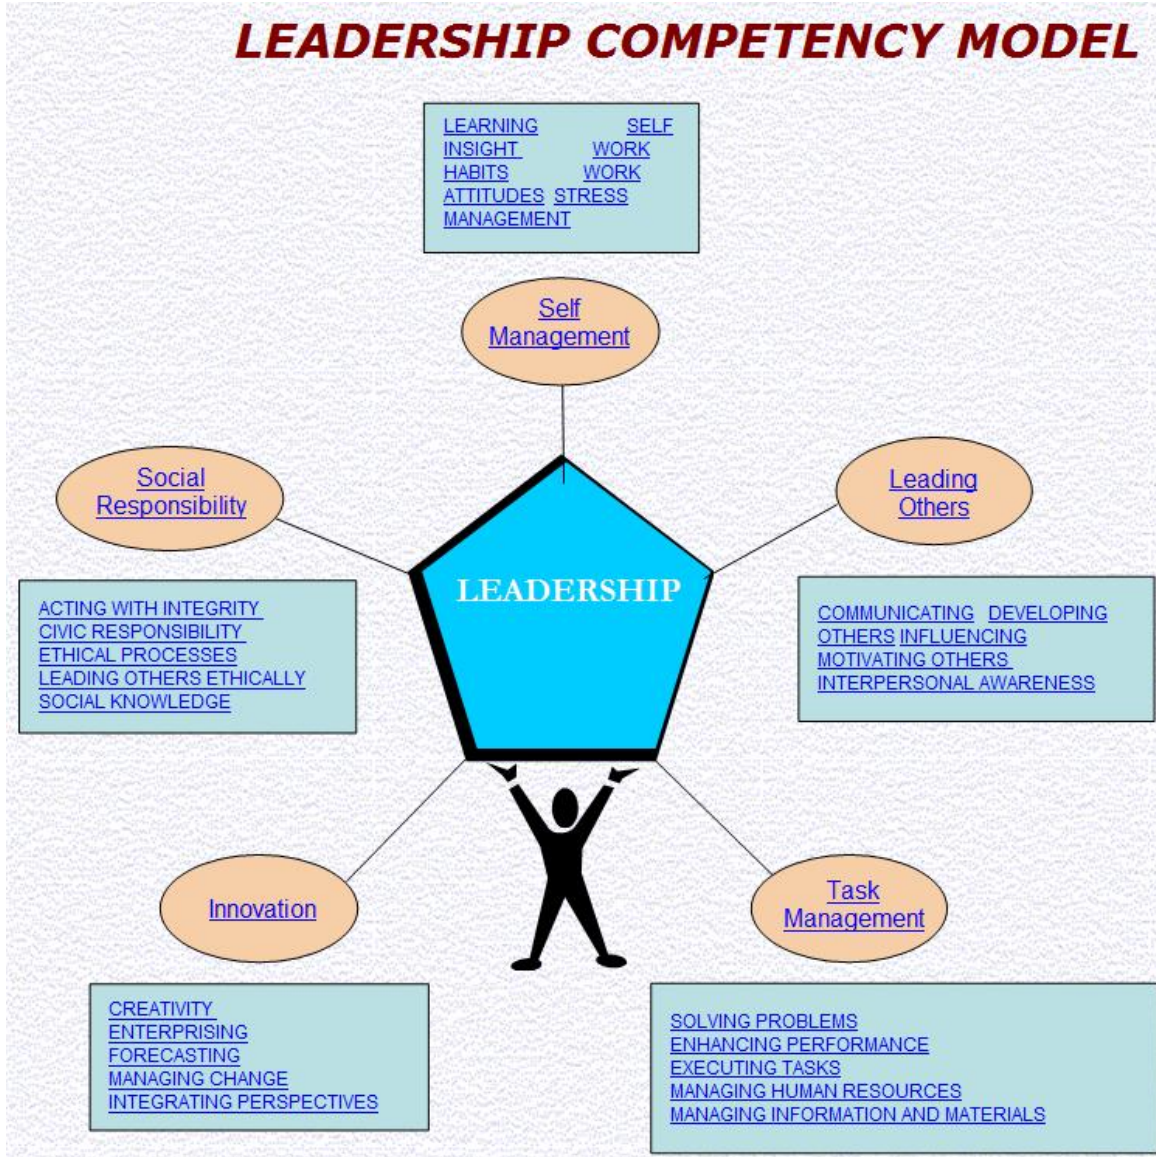 LEADERSHIP COMPETENCY MODEL
LEARNING SELF
INSIGHT WORK
HABITS WORK
ATTITUDES STRESS
MANAGEMENT
Self
Management
Social
Responsibility
Leading
Others
LEADERSHIP
ACTING WITH INTEGRITY
CIVIC RESPONSIBILITY
ETHICAL PROCESSES
LEADING OTHERS ETHICALLY
SOCIAL KNOWLEDGE
COMMUNICATING DEVELOPING
OTHERS INFLUENCING
MOTIVATING OTHERS
INTERPERSONAL AWARENESS
Innovation
Task
Management
CREATIVITY
ENTERPRISING
FORECASTING
MANAGING CHANGE
INTEGRATING PERSPECTIVES
SOLVING PROBLEMS
ENHANCING PERFORMANCE
EXECUTING TASKS
MANAGING HUMAN RESOURCES
MANAGING INFORMATION AND MATERIALS